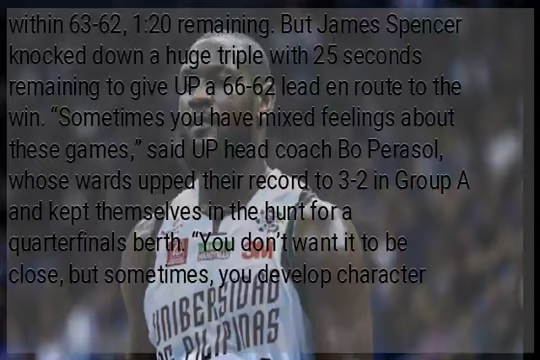 within 63-62, 1:20 remaining. But James Spencer
knocked down a huge triple with 25 seconds
remaining to give UP a 66-62 lead en route to the
win. “Sometimes you have mixed feelings about
these games,” said UP head coach Bo Perasol,
whose wards upped their record to 3-2 in Group A
and kept themselves in the hunt for a
quarterfinals berth. “You don’t want it to be
close, but sometimes, you develop character
3M
UNIBERSIDAD
NG PILIPINAS